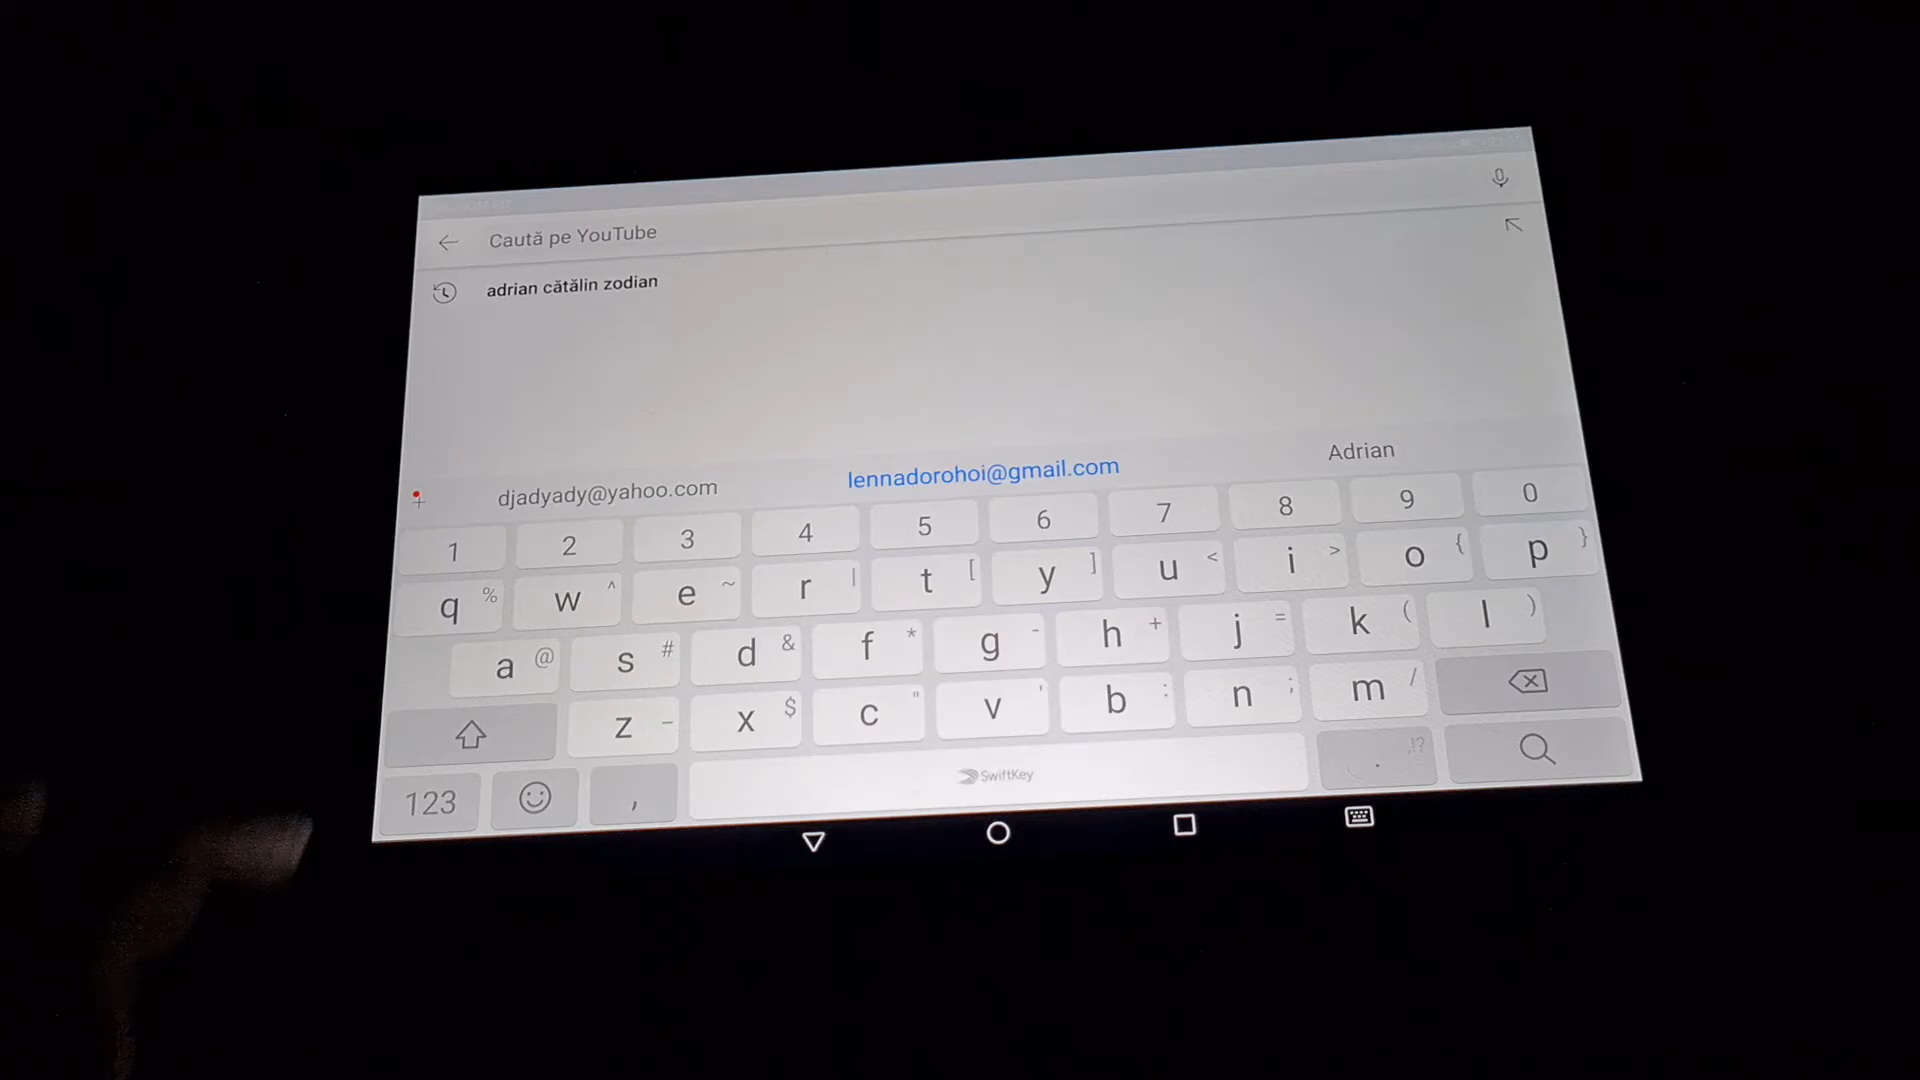 Caută pe YouTube
adrian cătălin zodian
djadyady@yahoo.com lennadorohoi@gmail.com Adrian
1 2 3 4 5 6 7 8 9 0
q % w ^ e ~ r | t [ y ] u < i > o { p }
a @ s # d & f * g - h + j = k ( l )
z _ x $ c " v ' b : n ; m /
123 , SwiftKey . ,!?